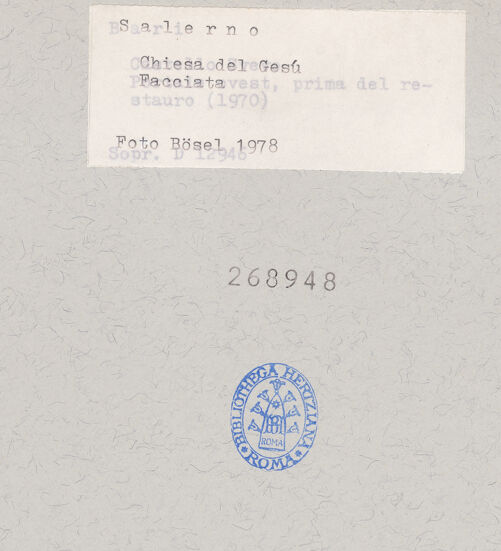 Salerno
Chiesa del Gesú
Facciata
ovest, prima del re-
stauro (1970)
Foto Bösel 1978
Sopr. D 12946
268948
BIBLIOTHECA HERTZIANA
ROMA
ROMA